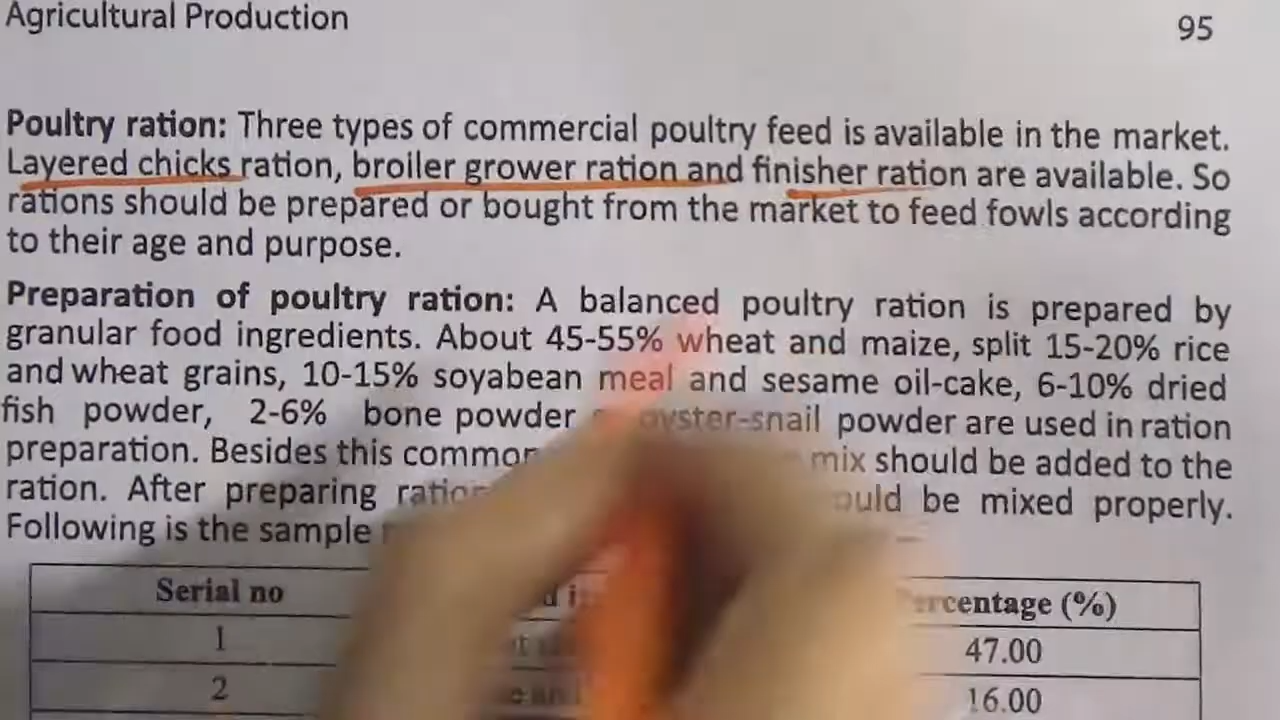 Agricultural Production 95
Poultry ration: Three types of commercial poultry feed is available in the market.
Layered chicks ration, broiler grower ration and finisher ration are available. So
rations should be prepared or bought from the market to feed fowls according
to their age and purpose.
Preparation of poultry ration: A balanced poultry ration is prepared by
granular food ingredients. About 45-55% wheat and maize, split 15-20% rice
and wheat grains, 10-15% soyabean meal and sesame oil-cake, 6-10% dried
fish powder, 2-6% bone powder oyster-snail powder are used in ration
preparation. Besides this common mix should be added to the
ration. After preparing be mixed properly.
Following is the sample
Serial no Percentage (%)
1 47.00
2 16.00